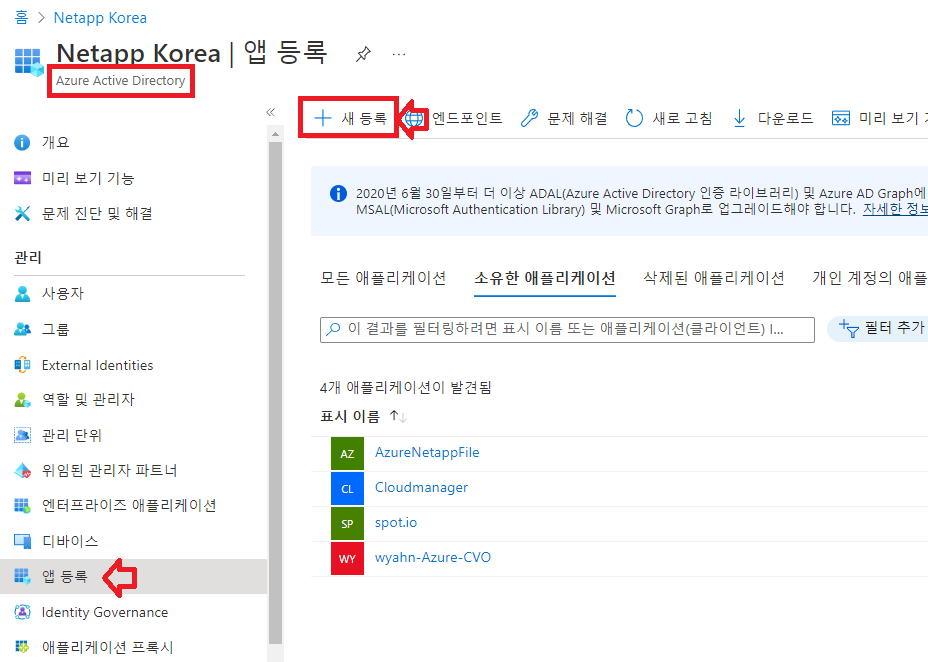 홈 > Netapp Korea
Netapp Korea | 앱 등록
Azure Active Directory
개요
미리 보기 기능
문제 진단 및 해결
관리
사용자
그룹
External Identities
역할 및 관리자
관리 단위
위임된 관리자 파트너
엔터프라이즈 애플리케이션
디바이스
앱 등록
Identity Governance
애플리케이션 프록시
새 등록 엔드포인트 문제 해결 새로 고침 다운로드 미리 보기
2020년 6월 30일부터 더 이상 ADAL(Azure Active Directory 인증 라이브러리) 및 Azure AD Graph에
MSAL(Microsoft Authentication Library) 및 Microsoft Graph로 업그레이드해야 합니다. 자세한 정보
모든 애플리케이션 소유한 애플리케이션 삭제된 애플리케이션 개인 계정의 애플
이 결과를 필터링하려면 표시 이름 또는 애플리케이션(클라이언트) I... 필터 추가
4개 애플리케이션이 발견됨
표시 이름
AZ AzureNetappFile
CL Cloudmanager
SP spot.io
WY wyahn-Azure-CVO